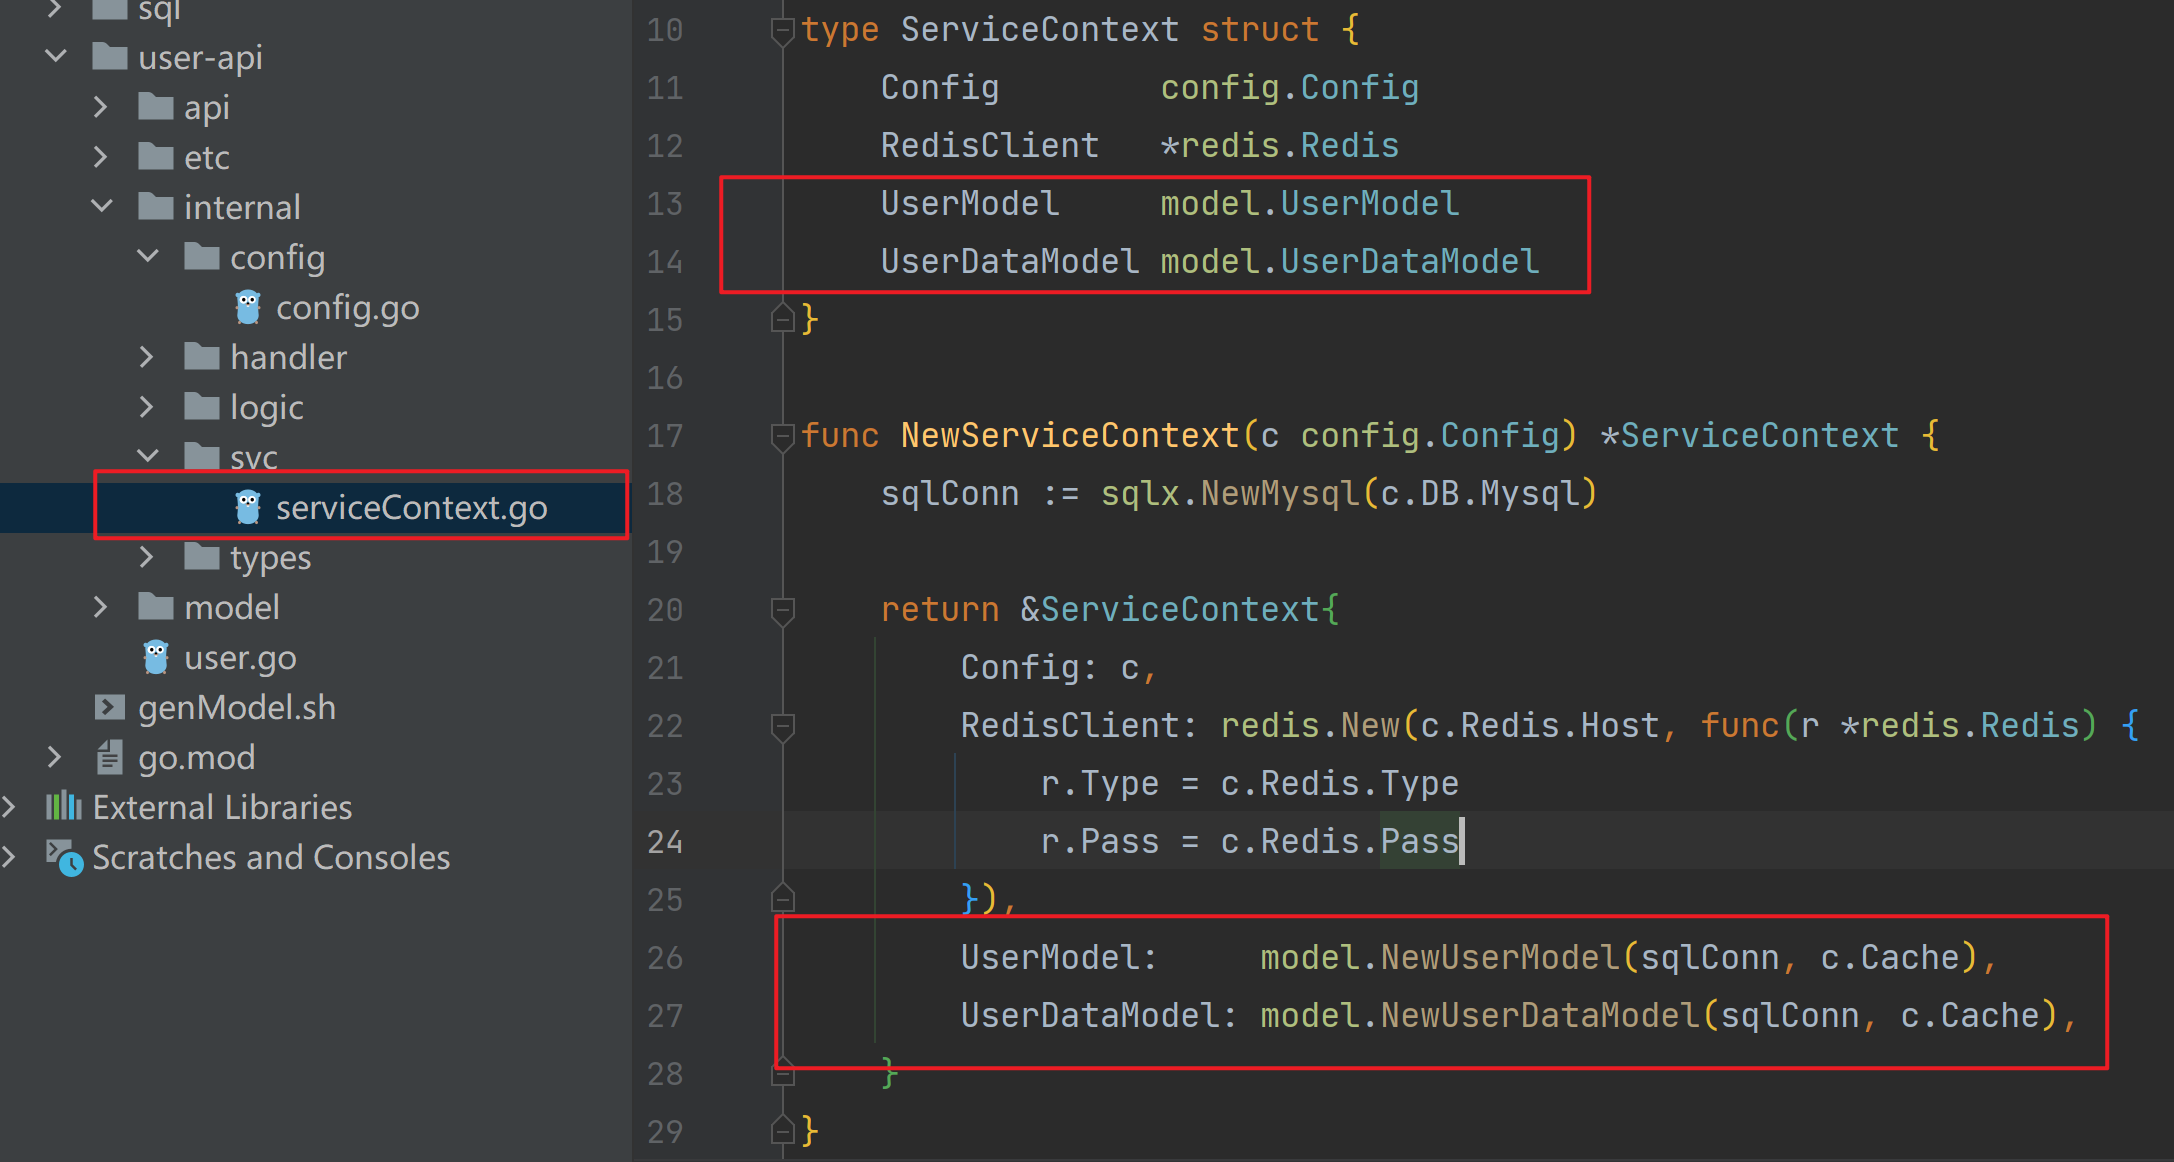 sql
user-api
api
etc
internal
config
config.go
handler
logic
svc
serviceContext.go
types
model
user.go
genModel.sh
go.mod
External Libraries
Scratches and Consoles
10 type ServiceContext struct {
11     Config        config.Config
12     RedisClient   *redis.Redis
13     UserModel     model.UserModel
14     UserDataModel model.UserDataModel
15 }
16
17 func NewServiceContext(c config.Config) *ServiceContext {
18     sqlConn := sqlx.NewMysql(c.DB.Mysql)
19
20     return &ServiceContext{
21         Config: c,
22         RedisClient: redis.New(c.Redis.Host, func(r *redis.Redis) {
23             r.Type = c.Redis.Type
24             r.Pass = c.Redis.Pass
25         }),
26         UserModel:     model.NewUserModel(sqlConn, c.Cache),
27         UserDataModel: model.NewUserDataModel(sqlConn, c.Cache),
28     }
29 }